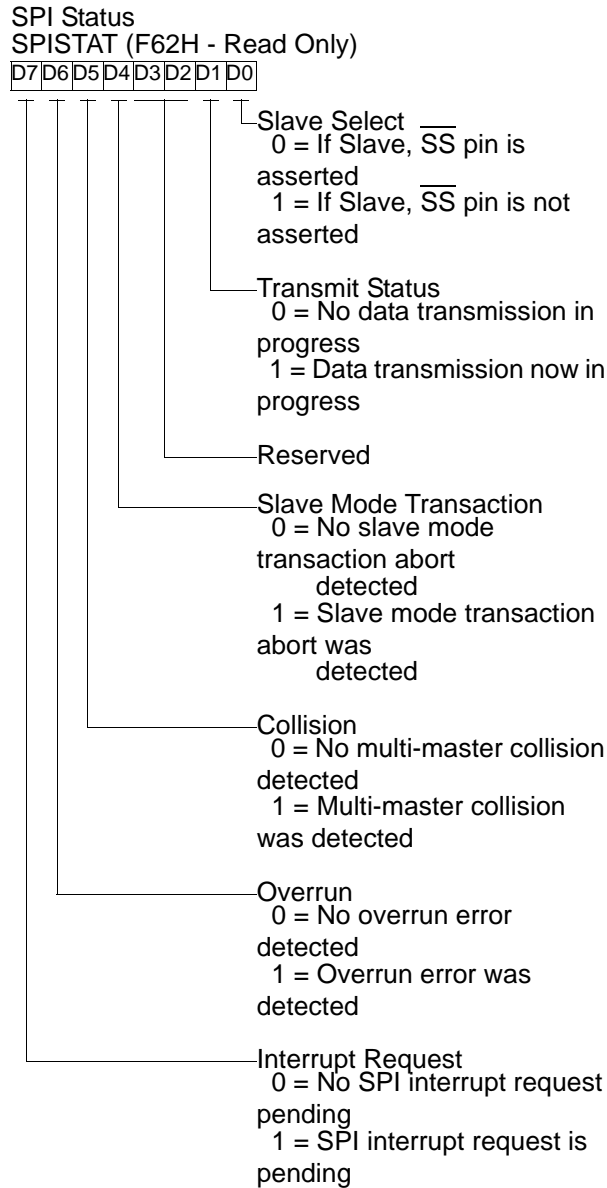 SPI Status
SPISTAT (F62H - Read Only)
D7 D6 D5 D4 D3 D2 D1 D0
Slave Select
0 = If Slave, SS pin is
asserted
1 = If Slave, SS pin is not
asserted
Transmit Status
0 = No data transmission in
progress
1 = Data transmission now in
progress
Reserved
Slave Mode Transaction
0 = No slave mode
transaction abort
detected
1 = Slave mode transaction
abort was
detected
Collision
0 = No multi-master collision
detected
1 = Multi-master collision
was detected
Overrun
0 = No overrun error
detected
1 = Overrun error was
detected
Interrupt Request
0 = No SPI interrupt request
pending
1 = SPI interrupt request is
pending